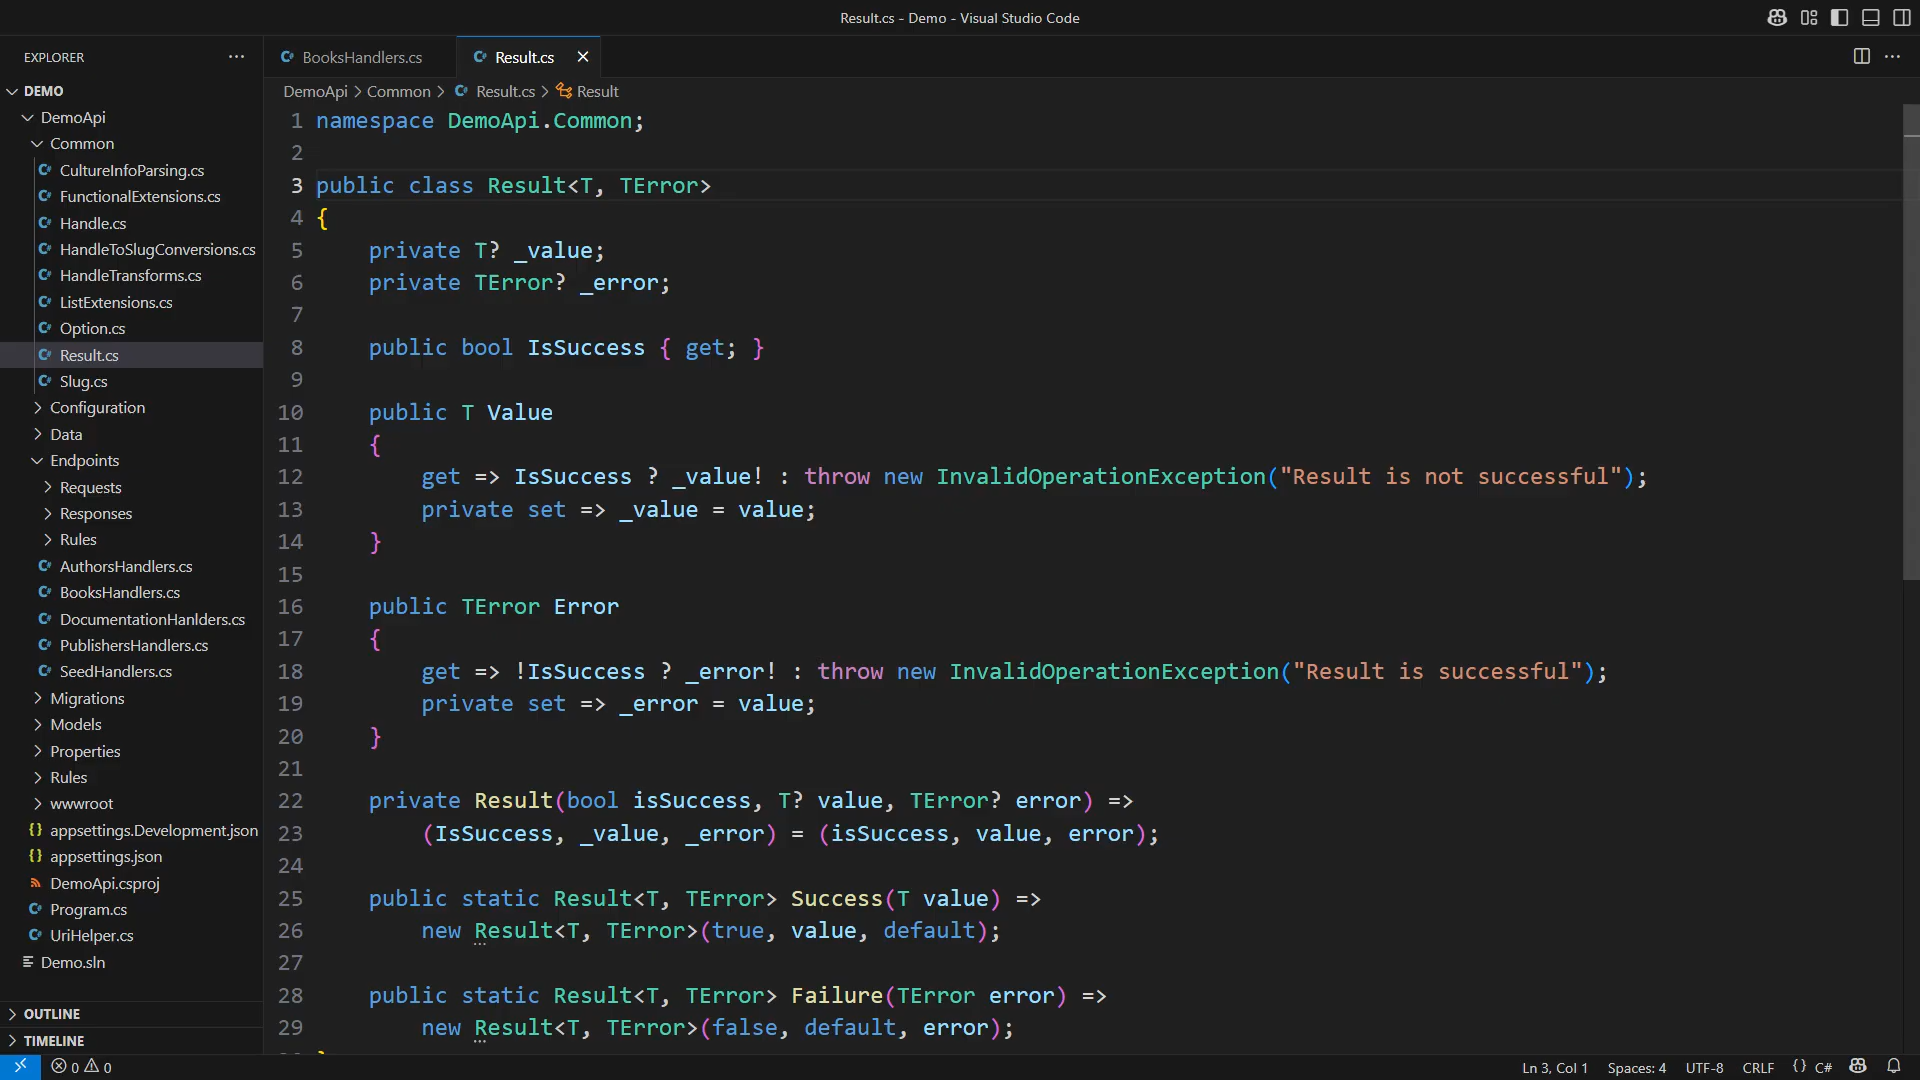 Result.cs - Demo - Visual Studio Code
EXPLORER
DEMO
DemoApi
Common
CultureInfoParsing.cs
FunctionalExtensions.cs
Handle.cs
HandleToSlugConversions.cs
HandleTransforms.cs
ListExtensions.cs
Option.cs
Result.cs
Slug.cs
Configuration
Data
Endpoints
Requests
Responses
Rules
AuthorsHandlers.cs
BooksHandlers.cs
DocumentationHanlders.cs
PublishersHandlers.cs
SeedHandlers.cs
Migrations
Models
Properties
Rules
wwwroot
appsettings.Development.json
appsettings.json
DemoApi.csproj
Program.cs
UriHelper.cs
Demo.sln
OUTLINE
TIMELINE
BooksHandlers.cs
Result.cs
DemoApi > Common > Result.cs > Result
1 namespace DemoApi.Common;
2
3 public class Result<T, TError>
4 {
5 private T? _value;
6 private TError? _error;
7
8 public bool IsSuccess { get; }
9
10 public T Value
11 {
12 get => IsSuccess ? _value! : throw new InvalidOperationException("Result is not successful");
13 private set => _value = value;
14 }
15
16 public TError Error
17 {
18 get => !IsSuccess ? _error! : throw new InvalidOperationException("Result is successful");
19 private set => _error = value;
20 }
21
22 private Result(bool isSuccess, T? value, TError? error) =>
23 (IsSuccess, _value, _error) = (isSuccess, value, error);
24
25 public static Result<T, TError> Success(T value) =>
26 new Result<T, TError>(true, value, default);
27
28 public static Result<T, TError> Failure(TError error) =>
29 new Result<T, TError>(false, default, error);
0 0
Ln 3, Col 1
Spaces: 4
UTF-8
CRLF
{} C#